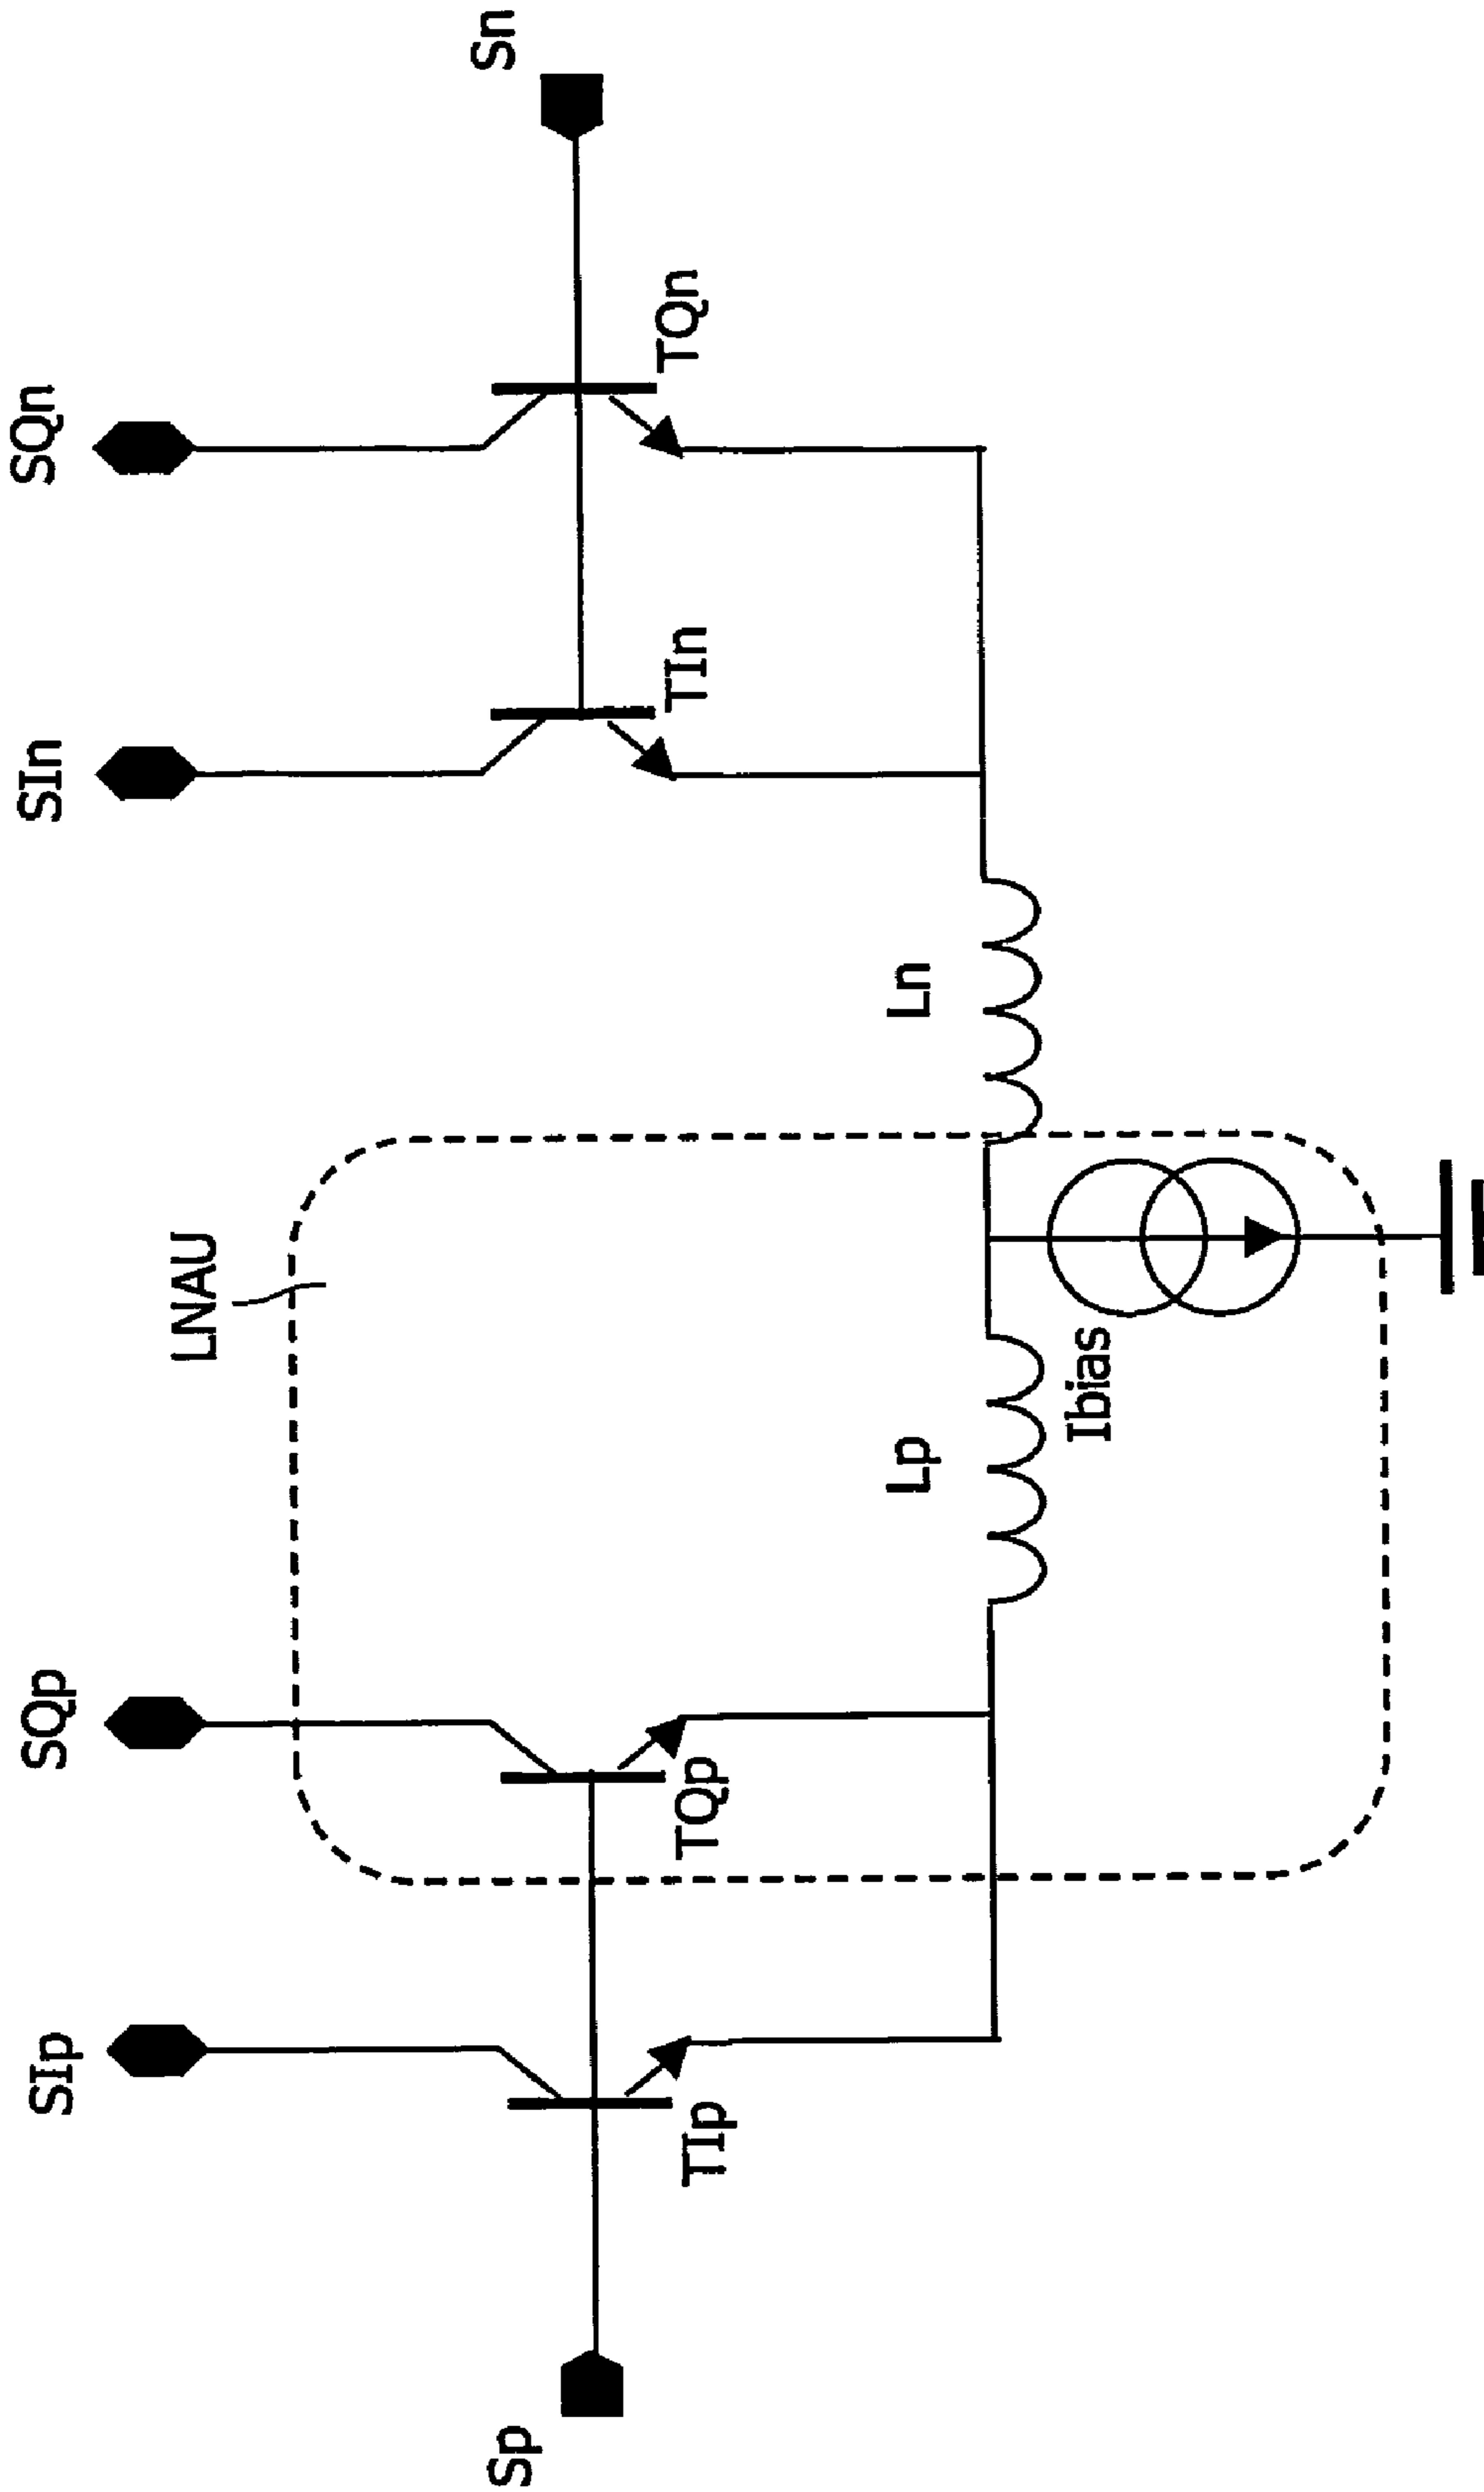 SIp
SQp
SIn
SQn
LNAU
Sp
Sn
TIp
TQp
TIn
TQn
Lp
Ln
Ibias